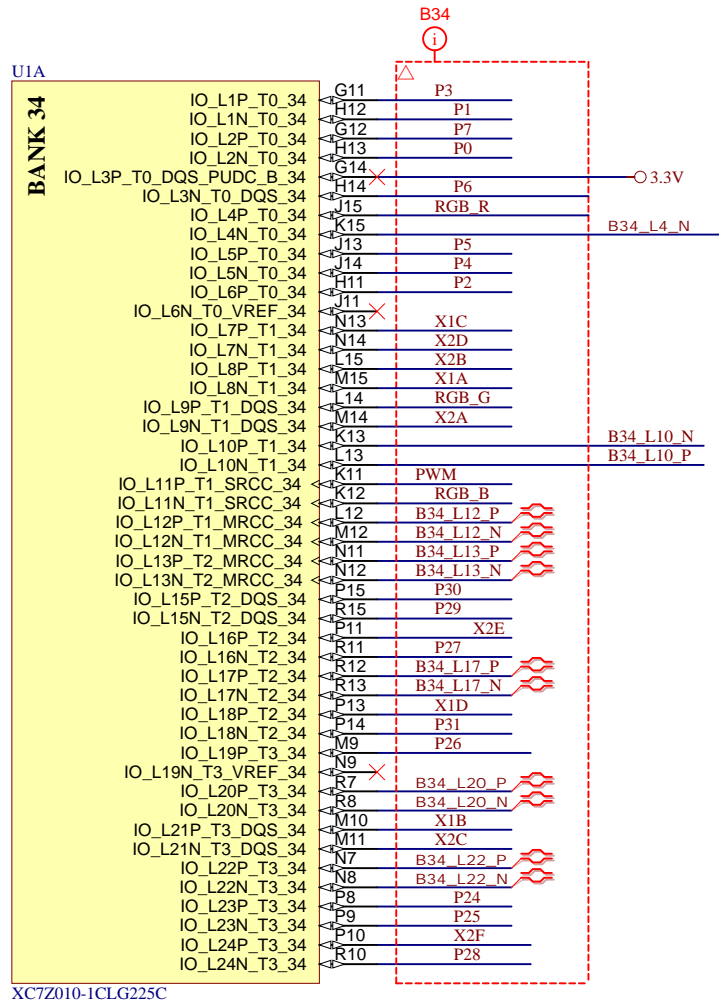 B34
i
U1A
BANK 34
IO_L1P_T0_34 G11 P3
IO_L1N_T0_34 H12 P1
IO_L2P_T0_34 G12 P7
IO_L2N_T0_34 H13 P0
IO_L3P_T0_DQS_PUDC_B_34 G14 3.3V
IO_L3N_T0_DQS_34 H14 P6
IO_L4P_T0_34 J15 RGB_R
IO_L4N_T0_34 K15 B34_L4_N
IO_L5P_T0_34 J13 P5
IO_L5N_T0_34 J14 P4
IO_L6P_T0_34 H11 P2
IO_L6N_T0_VREF_34 J11
IO_L7P_T1_34 N13 X1C
IO_L7N_T1_34 N14 X2D
IO_L8P_T1_34 L15 X2B
IO_L8N_T1_34 M15 X1A
IO_L9P_T1_DQS_34 L14 RGB_G
IO_L9N_T1_DQS_34 M14 X2A
IO_L10P_T1_34 K13 B34_L10_N
IO_L10N_T1_34 L13 B34_L10_P
IO_L11P_T1_SRCC_34 K11 PWM
IO_L11N_T1_SRCC_34 K12 RGB_B
IO_L12P_T1_MRCC_34 L12 B34_L12_P
IO_L12N_T1_MRCC_34 M12 B34_L12_N
IO_L13P_T2_MRCC_34 N11 B34_L13_P
IO_L13N_T2_MRCC_34 N12 B34_L13_N
IO_L15P_T2_DQS_34 P15 P30
IO_L15N_T2_DQS_34 R15 P29
IO_L16P_T2_34 P11 X2E
IO_L16N_T2_34 R11 P27
IO_L17P_T2_34 R12 B34_L17_P
IO_L17N_T2_34 R13 B34_L17_N
IO_L18P_T2_34 P13 X1D
IO_L18N_T2_34 P14 P31
IO_L19P_T3_34 M9 P26
IO_L19N_T3_VREF_34 N9
IO_L20P_T3_34 R7 B34_L20_P
IO_L20N_T3_34 R8 B34_L20_N
IO_L21P_T3_DQS_34 M10 X1B
IO_L21N_T3_DQS_34 M11 X2C
IO_L22P_T3_34 N7 B34_L22_P
IO_L22N_T3_34 N8 B34_L22_N
IO_L23P_T3_34 P8 P24
IO_L23N_T3_34 P9 P25
IO_L24P_T3_34 P10 X2F
IO_L24N_T3_34 R10 P28
XC7Z010-1CLG225C